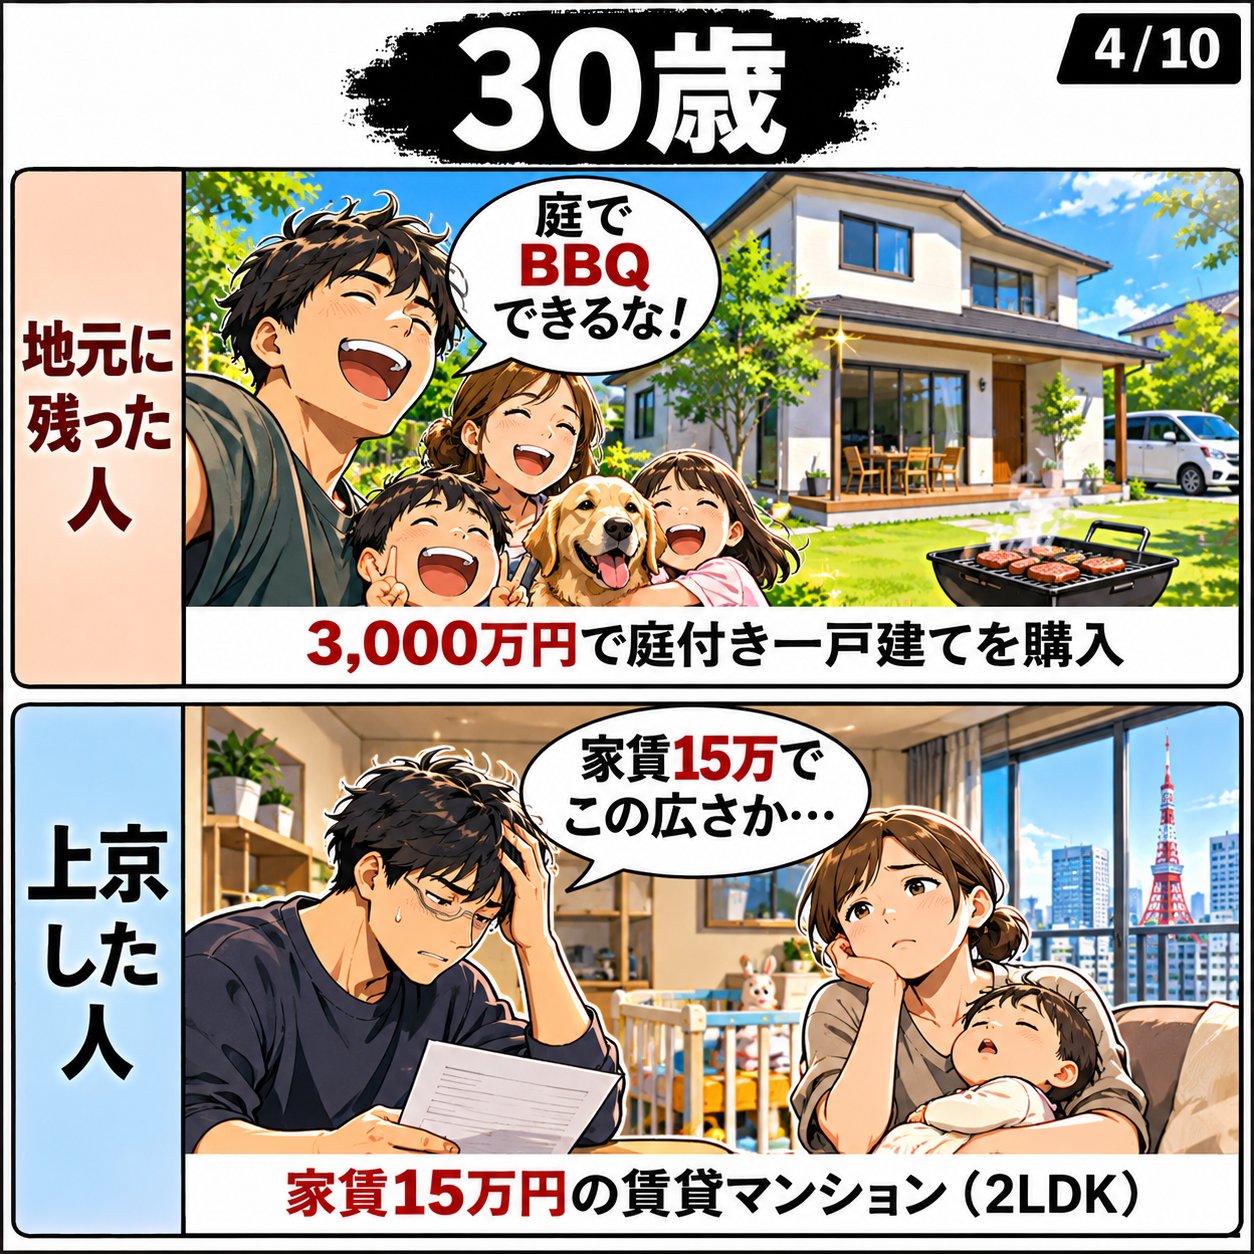 30歳
4/10
地元に
残った
人
庭で
BBQ
できるな!
3,000万円で庭付き一戸建てを購入
上京
した
人
家賃15万で
この広さか…
家賃15万円の賃貸マンション(2LDK)